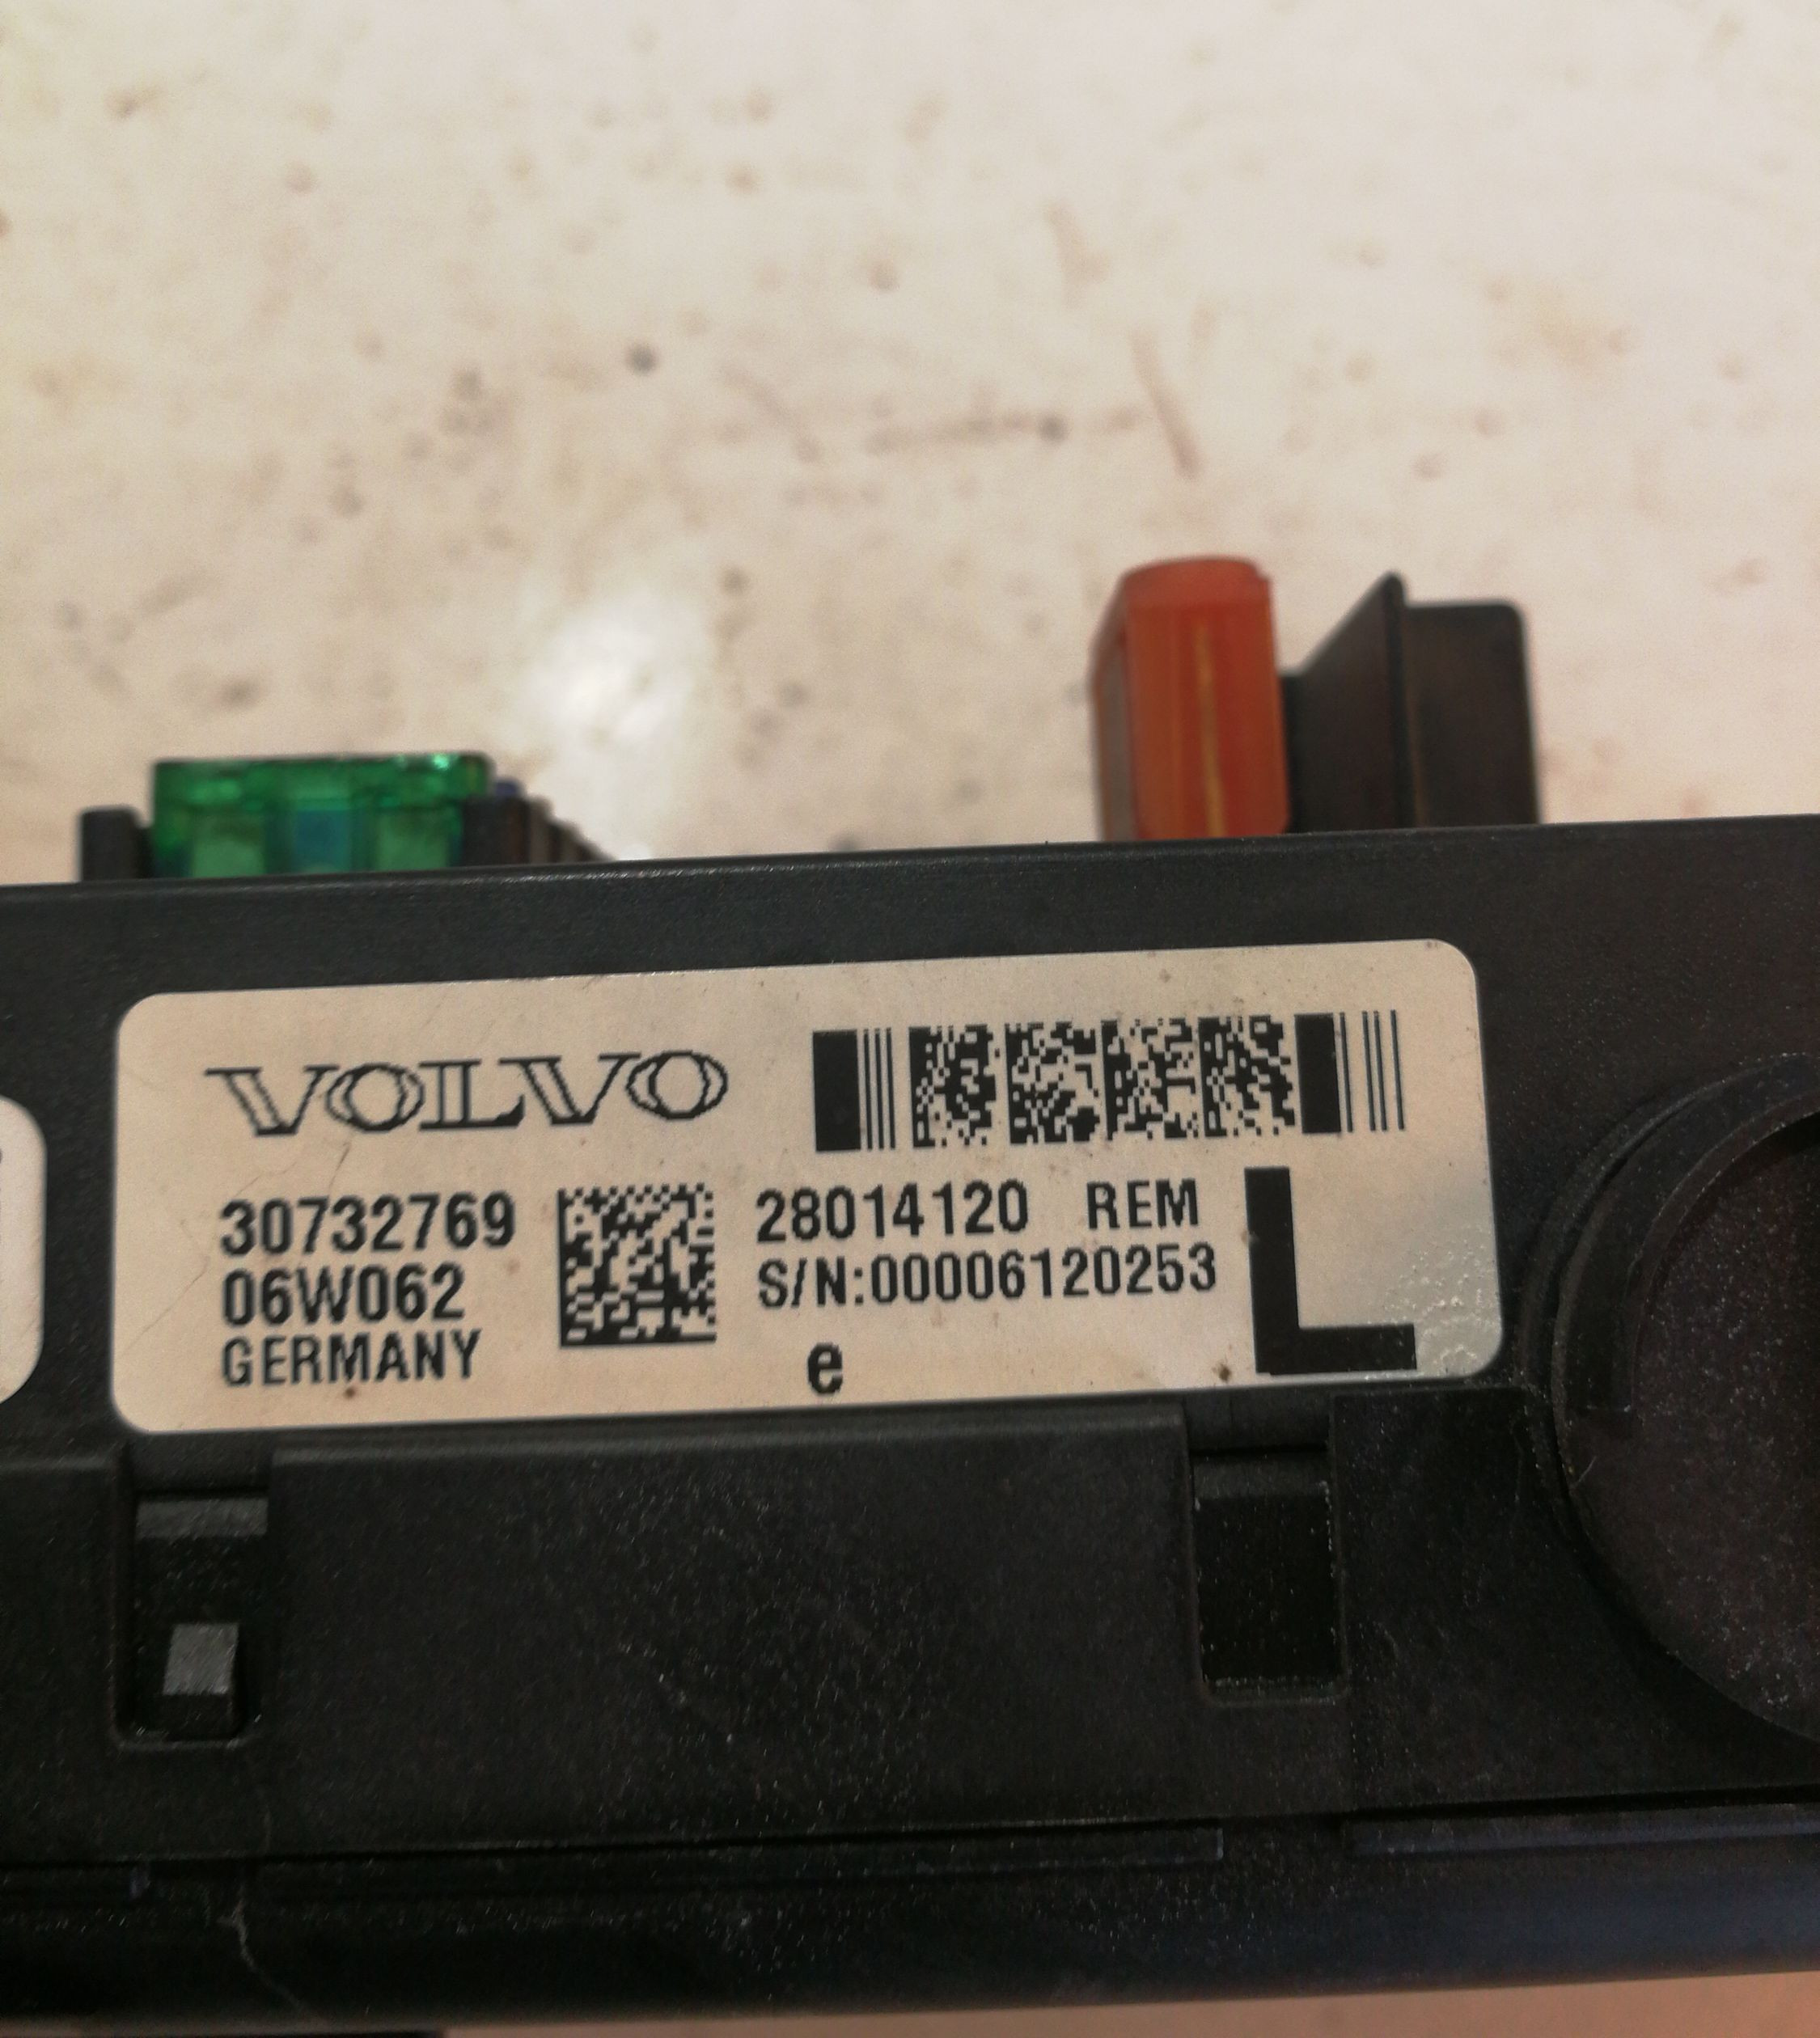 VOLVO
30732769
06W062
GERMANY
28014120 REM
S/N:00006120253
e
L